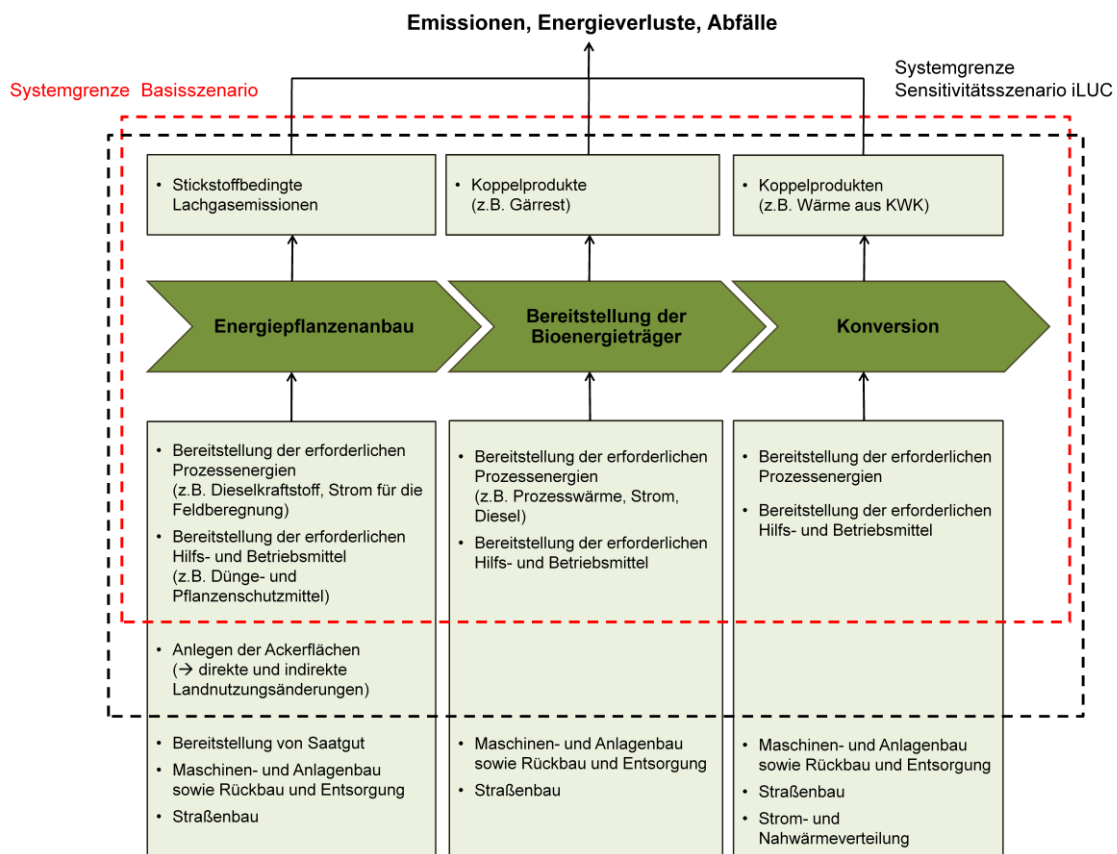 Emissionen, Energieverluste, Abfälle
Systemgrenze Basisszenario
Systemgrenze
Sensitivitätsszenario iLUC
• Stickstoffbedingte
Lachgasemissionen
• Koppelprodukte
(z.B. Gärrest)
• Koppelprodukten
(z.B. Wärme aus KWK)
Energiepflanzenanbau
Bereitstellung der
Bioenergieträger
Konversion
• Bereitstellung der erforderlichen
Prozessenergien
(z.B. Dieselkraftstoff, Strom für die
Feldberegnung)
• Bereitstellung der erforderlichen
Hilfs- und Betriebsmittel
(z.B. Dünge- und
Pflanzenschutzmittel)
• Anlegen der Ackerflächen
(→ direkte und indirekte
Landnutzungsänderungen)
• Bereitstellung von Saatgut
• Maschinen- und Anlagenbau
sowie Rückbau und Entsorgung
• Straßenbau
• Bereitstellung der erforderlichen
Prozessenergien
(z.B. Prozesswärme, Strom,
Diesel)
• Bereitstellung der erforderlichen
Hilfs- und Betriebsmittel
• Maschinen- und Anlagenbau
sowie Rückbau und Entsorgung
• Straßenbau
• Bereitstellung der erforderlichen
Prozessenergien
• Bereitstellung der erforderlichen
Hilfs- und Betriebsmittel
• Maschinen- und Anlagenbau
sowie Rückbau und Entsorgung
• Straßenbau
• Strom- und
Nahwärmeverteilung